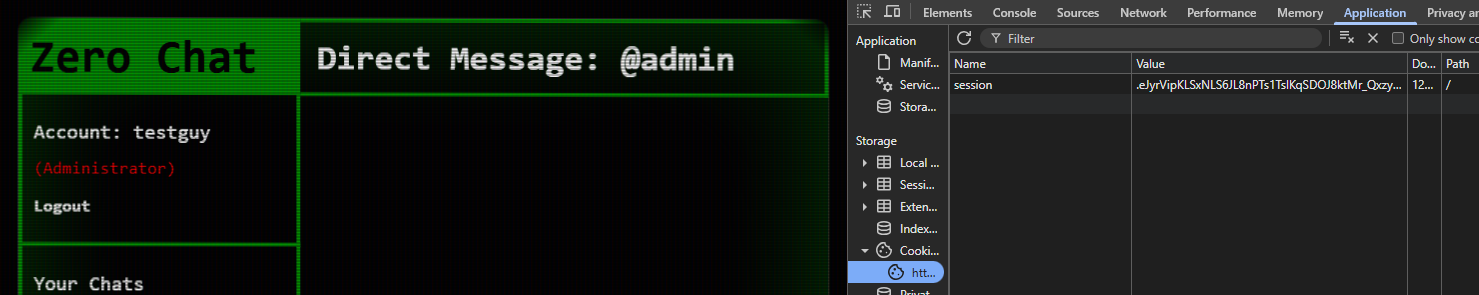 Zero Chat
Direct Message: @admin
Account: testguy
(Administrator)
Logout
Your Chats
Elements Console Sources Network Performance Memory Application Privacy an
Application
Manif...
Servic...
Stora...
Storage
Local ...
Sessi...
Exten...
Index...
Cooki...
htt...
Filter
Only show co
Name Value Do... Path
session .eJyrVipKLSxNLS6JL8nPTs1TslKqSDOJ8ktMr_Qxzy... 12... /